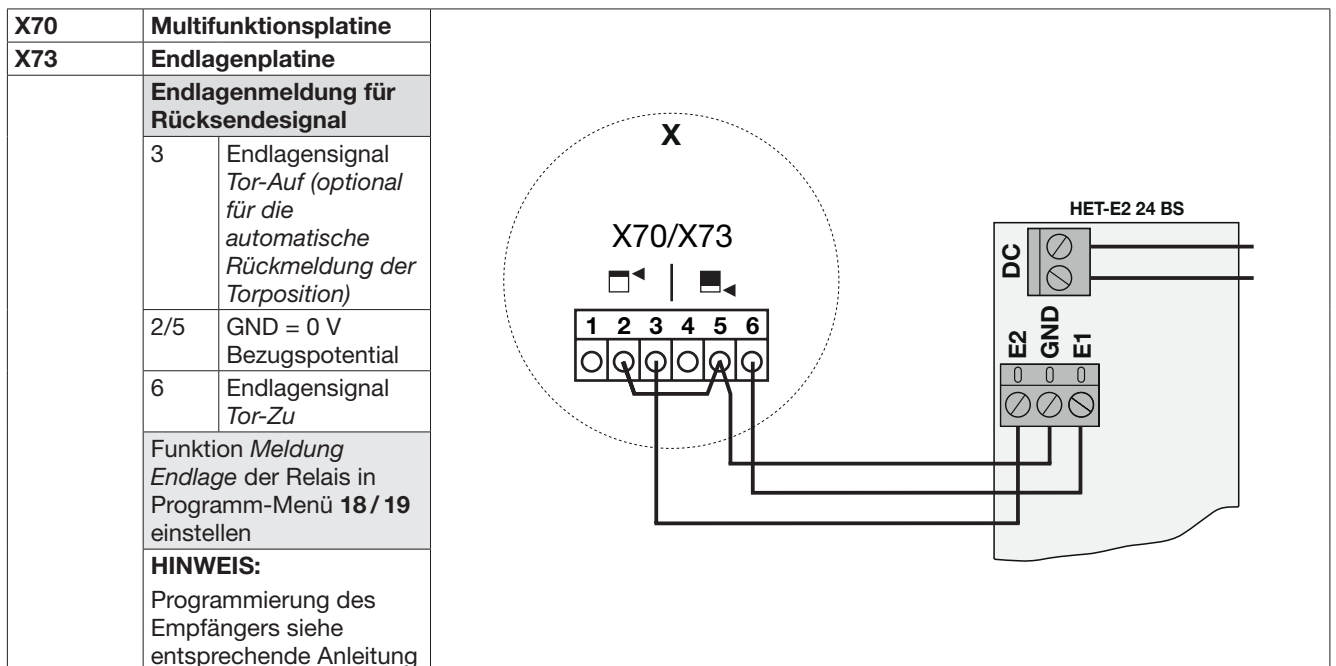 X70 Multifunktionsplatine
X73 Endlagenplatine
Endlagenmeldung für
Rücksendesignal
3 Endlagensignal
Tor-Auf (optional
für die
automatische
Rückmeldung der
Torposition)
2/5 GND = 0 V
Bezugspotential
6 Endlagensignal
Tor-Zu
Funktion Meldung
Endlage der Relais in
Programm-Menü 18 / 19
einstellen
HINWEIS:
Programmierung des
Empfängers siehe
entsprechende Anleitung
X
X70/X73
1 2 3 4 5 6
HET-E2 24 BS
DC
E2
GND
E1
0 0 0